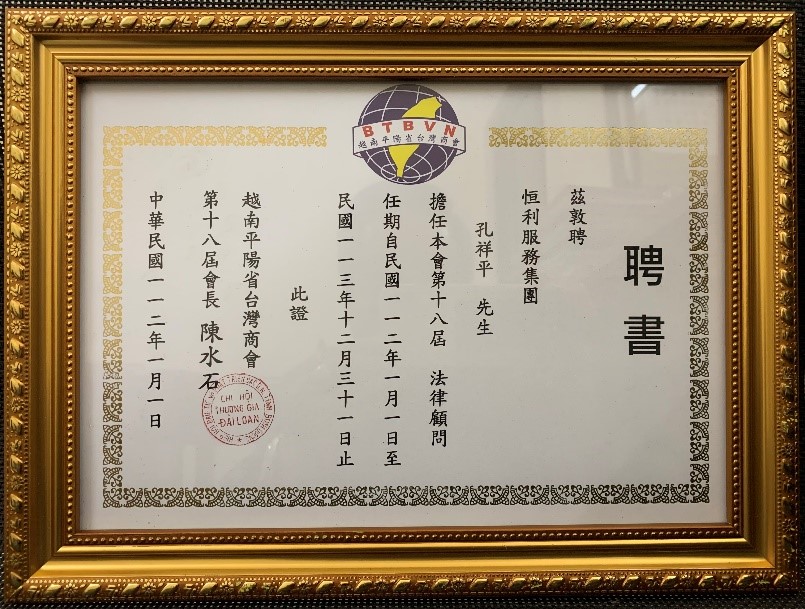 BTBVN
越南平陽省台灣商會
聘書
茲敦聘
恒利服務集團
孔祥平 先生
擔任本會第十八屆 法律顧問
任期自民國一一二年一月一日至
民國一一三年十二月三十一日止
此證
越南平陽省台灣商會
第十八屆會長 陳水石
CHI HỘI
THƯƠNG GIA
ĐÀI LOAN
中華民國一一二年一月一日